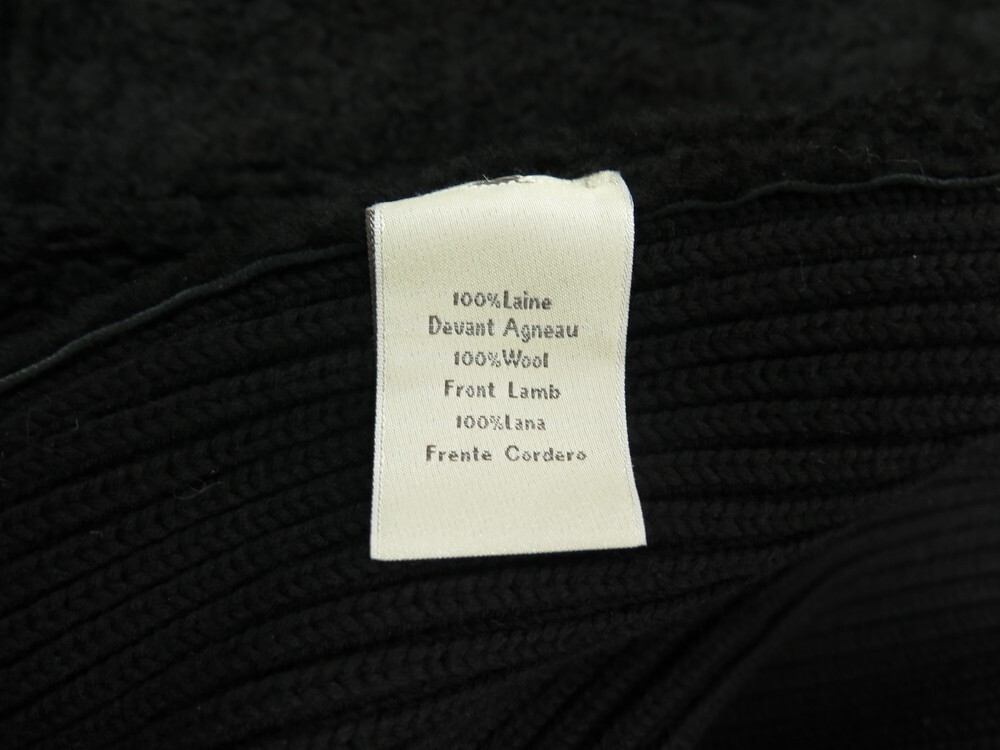 100%Laine
Devant Agneau
100%Wool
Front Lamb
100%Lana
Frente Cordero